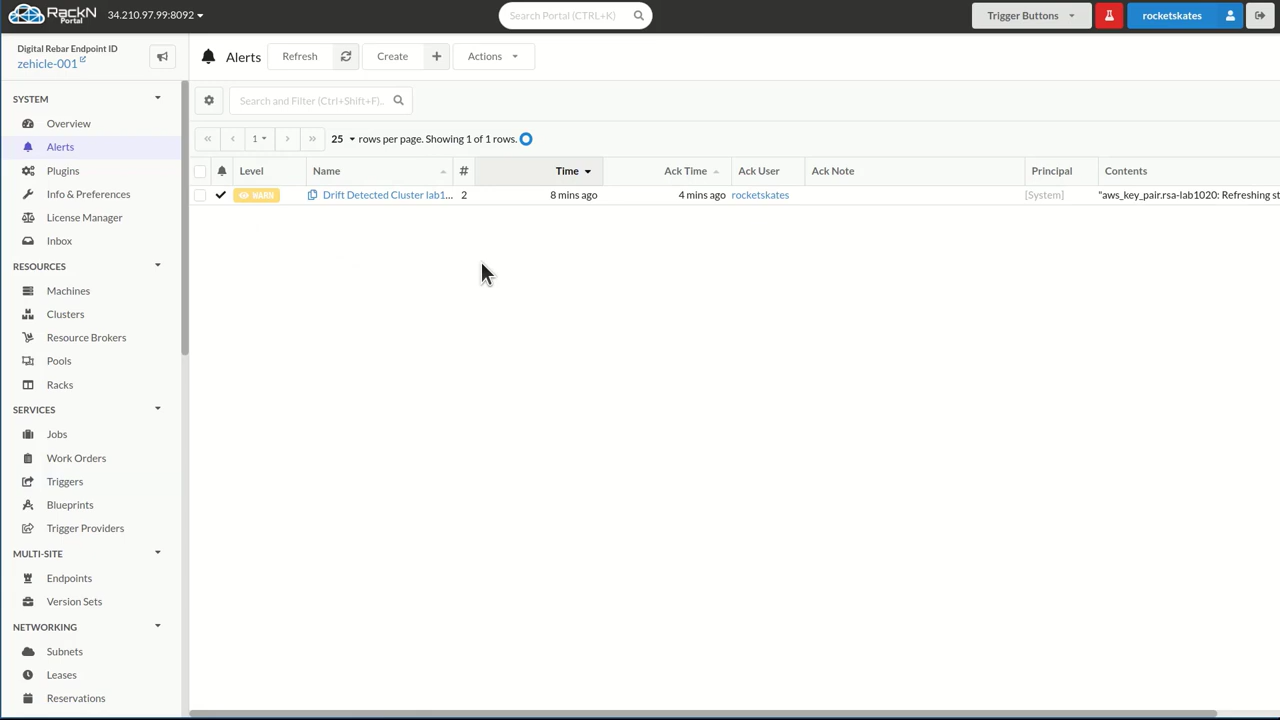 RackN
Portal
34.210.97.99:8092
Search Portal (CTRL+K)
Trigger Buttons
rocketskates
Digital Rebar Endpoint ID
zehicle-001
Alerts
Refresh
Create
Actions
Search and Filter (Ctrl+Shift+F)..
1
25 rows per page. Showing 1 of 1 rows.
Level Name # Time Ack Time Ack User Ack Note Principal Contents
WARN Drift Detected Cluster lab1... 2 8 mins ago 4 mins ago rocketskates [System] "aws_key_pair.rsa-lab1020: Refreshing st
SYSTEM
Overview
Alerts
Plugins
Info & Preferences
License Manager
Inbox
RESOURCES
Machines
Clusters
Resource Brokers
Pools
Racks
SERVICES
Jobs
Work Orders
Triggers
Blueprints
Trigger Providers
MULTI-SITE
Endpoints
Version Sets
NETWORKING
Subnets
Leases
Reservations